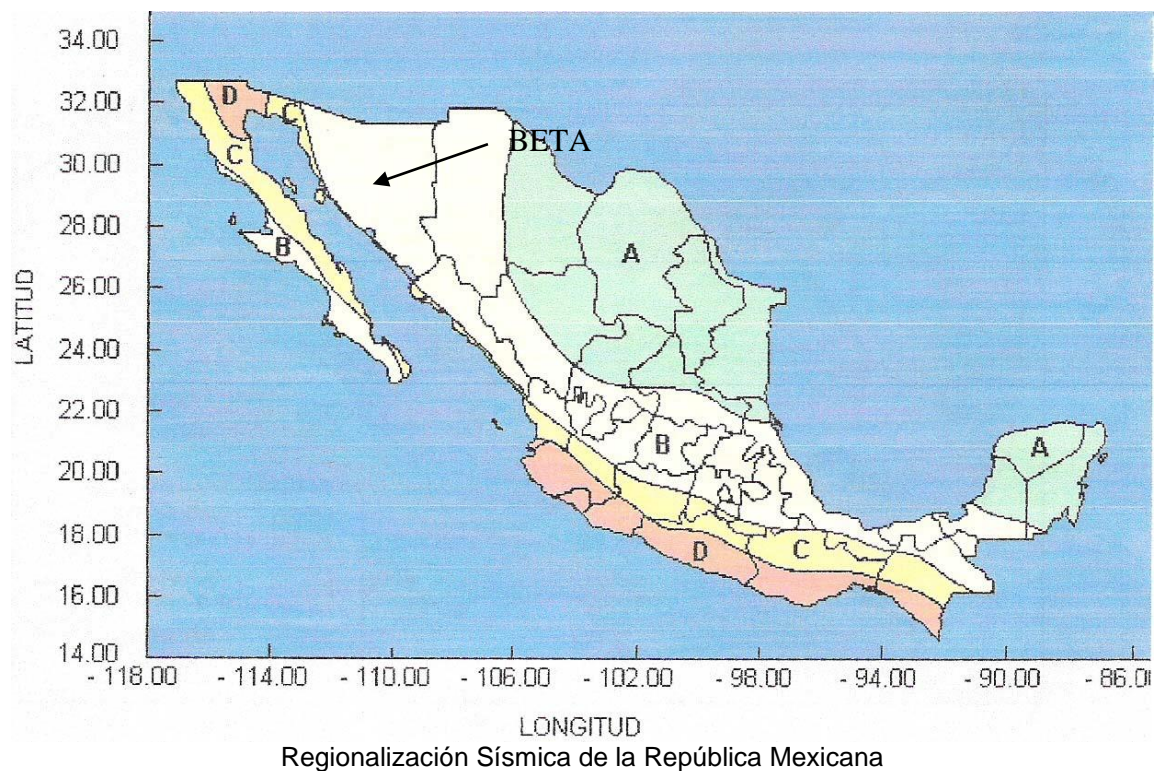 34.00
32.00
30.00
28.00
26.00
24.00
22.00
20.00
18.00
16.00
14.00
LATITUD
D
C
C
B
BETA
A
B
A
D
C
- 118.00 - 114.00 - 110.00 - 106.00 - 102.00 - 98.00 - 94.00 - 90.00 - 86.0
LONGITUD
Regionalización Sísmica de la República Mexicana